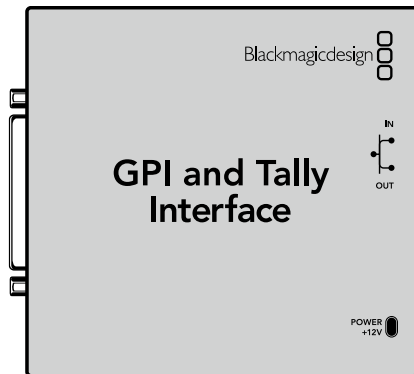 Blackmagicdesign
IN
OUT
GPI and Tally
Interface
POWER
+12V